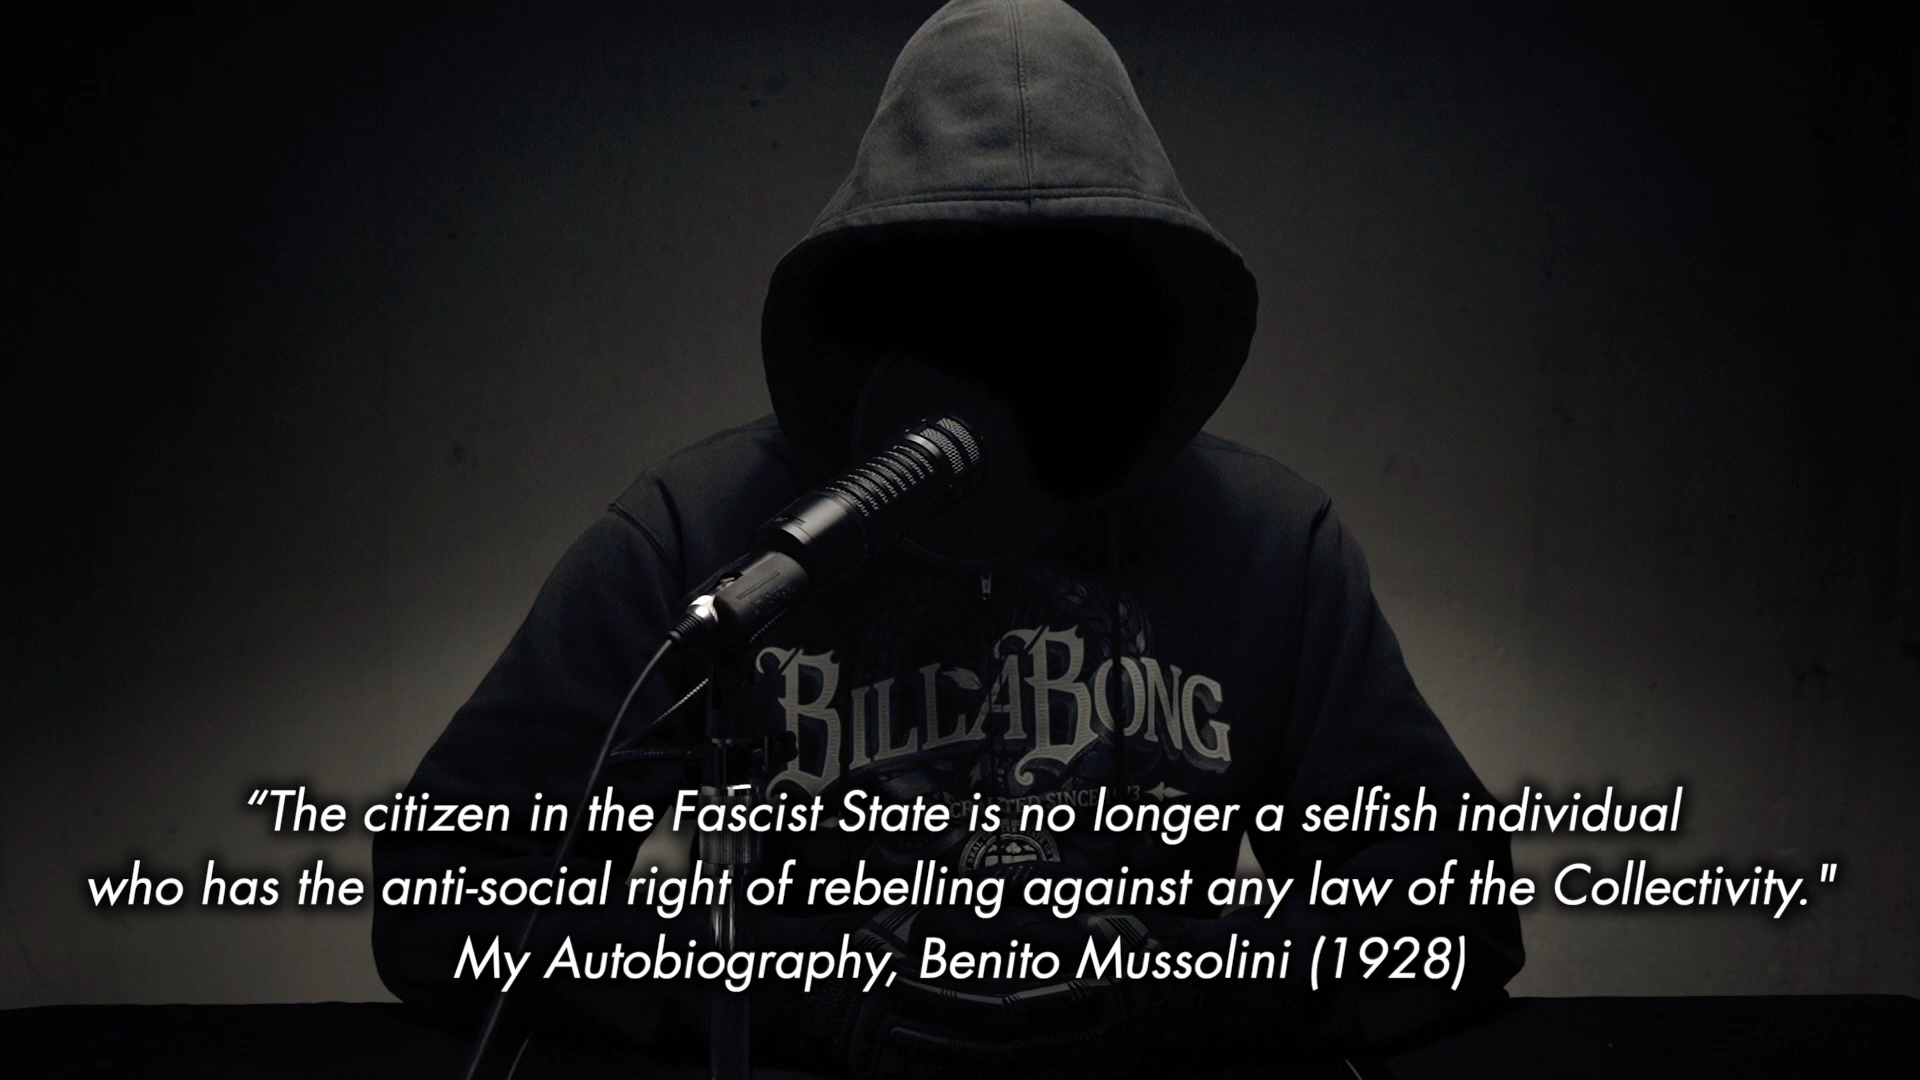 BILLABONG
“The citizen in the Fascist State is no longer a selfish individual
who has the anti-social right of rebelling against any law of the Collectivity."
My Autobiography, Benito Mussolini (1928)